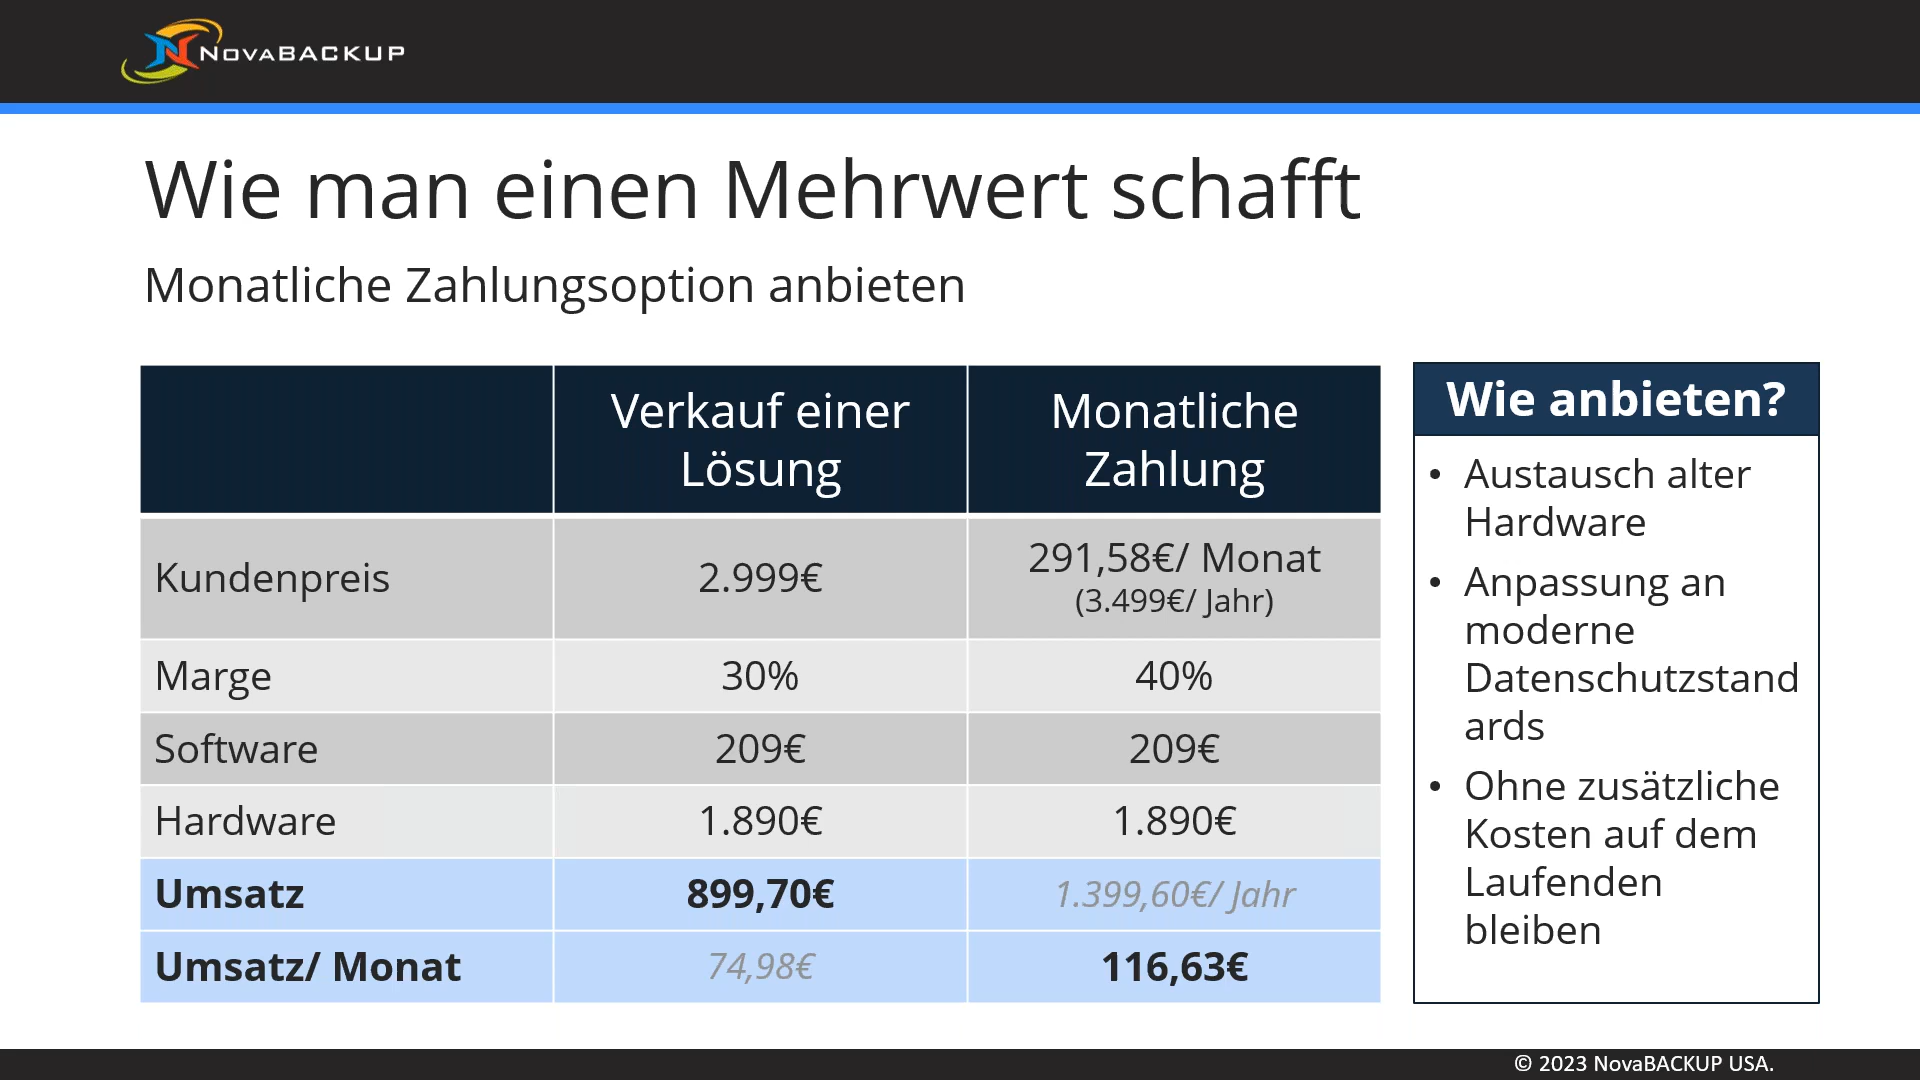 NovaBACKUP
Wie man einen Mehrwert schafft
Monatliche Zahlungsoption anbieten
Verkauf einer
Lösung
Monatliche
Zahlung
Kundenpreis
2.999€
291,58€/ Monat
(3.499€/ Jahr)
Marge
30%
40%
Software
209€
209€
Hardware
1.890€
1.890€
Umsatz
899,70€
1.399,60€/ Jahr
Umsatz/ Monat
74,98€
116,63€
Wie anbieten?
• Austausch alter
Hardware
• Anpassung an
moderne
Datenschutzstand
ards
• Ohne zusätzliche
Kosten auf dem
Laufenden
bleiben
© 2023 NovaBACKUP USA.